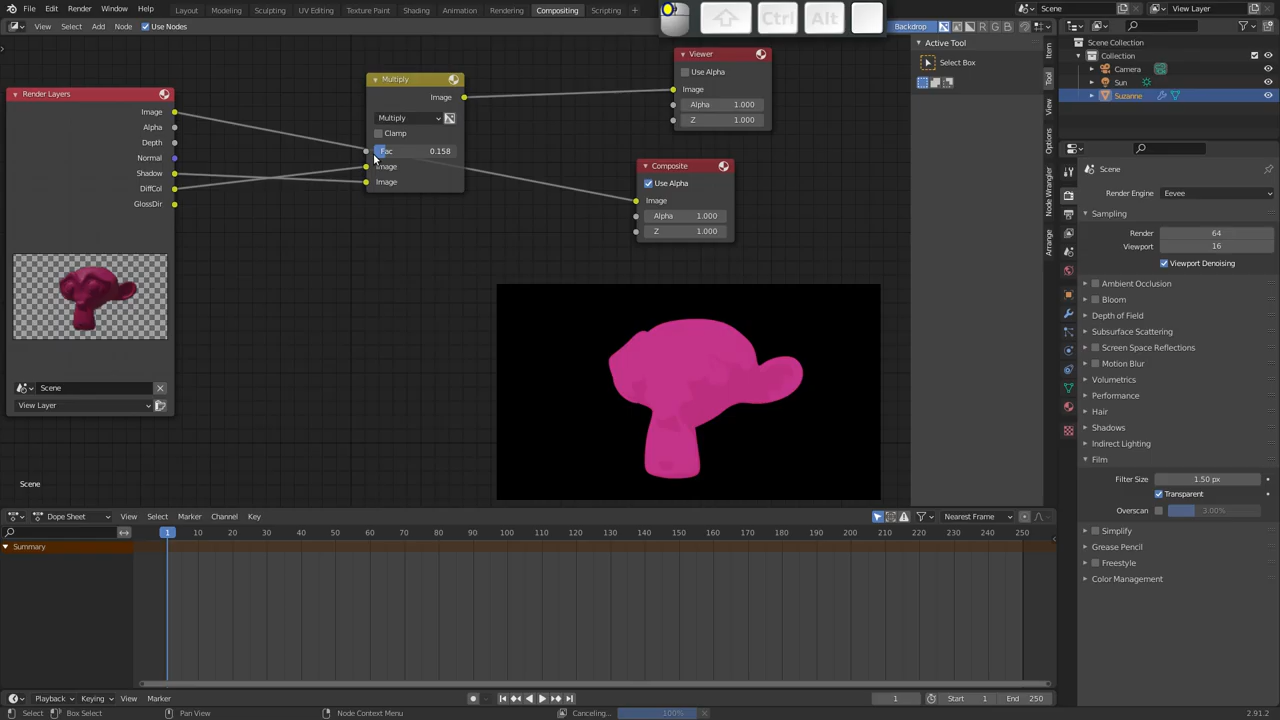 File Edit Render Window Help Layout Modeling Sculpting UV Editing Texture Paint Shading Animation Rendering Compositing Scripting + Scene View Layer
Shift Ctrl Alt
View Select Add Node Use Nodes Backdrop R G B
Active Tool
Select Box
Item
Tool
View
Options
Node Wrangler
Arrange
Scene Collection
Collection
Camera
Sun
Suzanne
Render Layers
Image
Alpha
Depth
Normal
Shadow
DiffCol
GlossDir
Scene
View Layer
Multiply
Image
Multiply
Clamp
Fac 0.158
Image
Image
Viewer
Use Alpha
Image
Alpha 1.000
Z 1.000
Composite
Use Alpha
Image
Alpha 1.000
Z 1.000
Scene
Scene
Render Engine Eevee
Sampling
Render 64
Viewport 16
Viewport Denoising
Ambient Occlusion
Bloom
Depth of Field
Subsurface Scattering
Screen Space Reflections
Motion Blur
Volumetrics
Performance
Hair
Shadows
Indirect Lighting
Film
Filter Size 1.50 px
Transparent
Overscan 3.00%
Simplify
Grease Pencil
Freestyle
Color Management
Dope Sheet View Select Marker Channel Key Nearest Frame
1 10 20 30 40 50 60 70 80 90 100 110 120 130 140 150 160 170 180 190 200 210 220 230 240 250
Summary
Playback Keying View Marker 1 Start 1 End 250
Select Box Select Pan View Node Context Menu Canceling... 100% 2.91.2